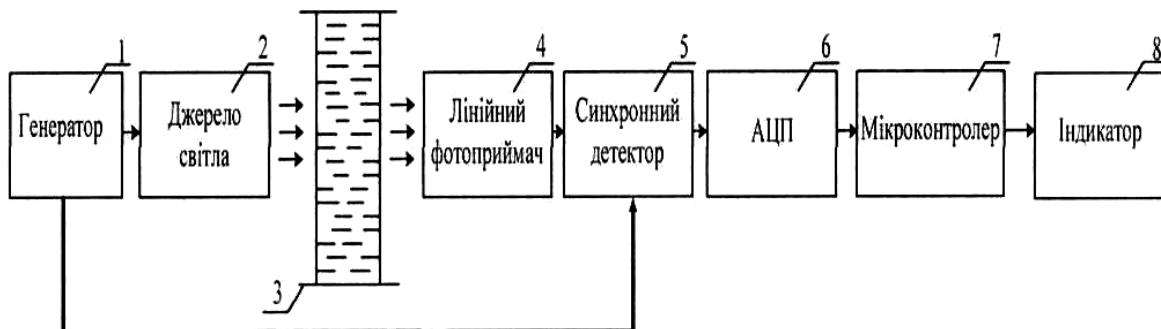 1
Генератор
2
Джерело
світла
3
4
Лінійний
фотоприймач
5
Синхронний
детектор
6
АЦП
7
Мікроконтролер
8
Індикатор